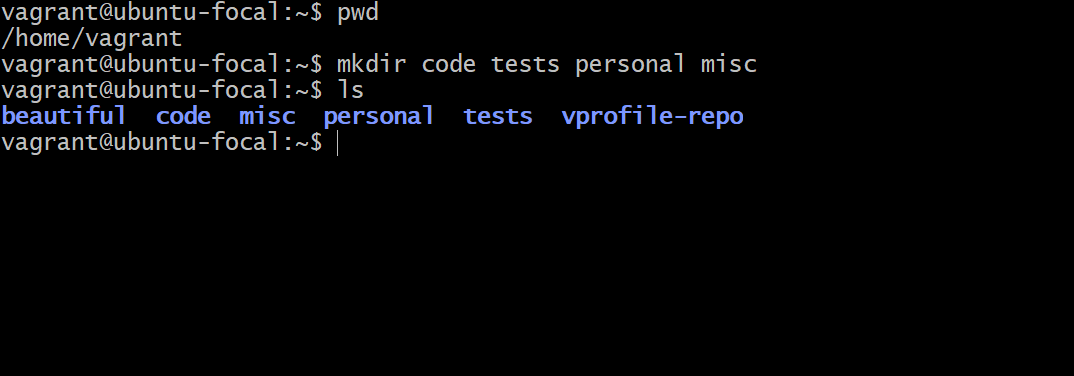 vagrant@ubuntu-focal:~$ pwd
/home/vagrant
vagrant@ubuntu-focal:~$ mkdir code tests personal misc
vagrant@ubuntu-focal:~$ ls
beautiful  code  misc  personal  tests  vprofile-repo
vagrant@ubuntu-focal:~$